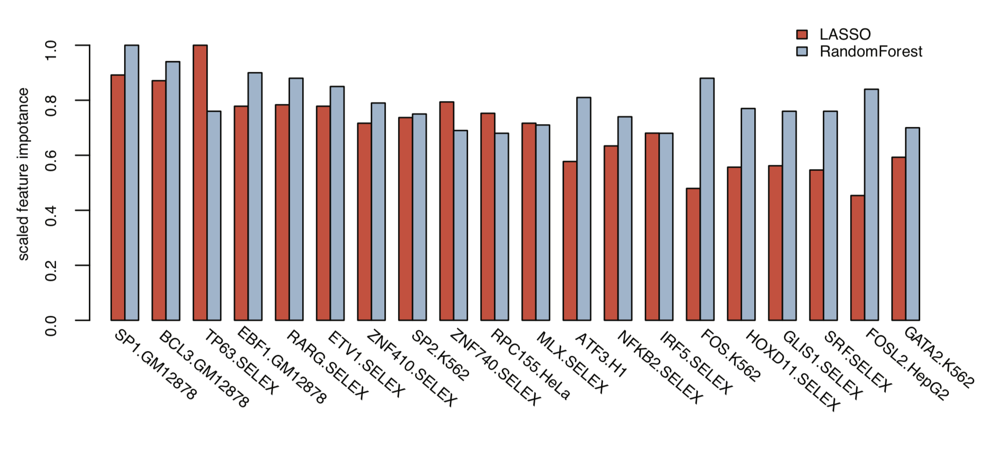 LASSO
RandomForest
scaled feature impotance
1.0
0.8
0.6
0.4
0.2
0.0
SP1.GM12878
BCL3.GM12878
TP63.SELEX
EBF1.GM12878
RARG.SELEX
ETV1.SELEX
ZNF410.SELEX
SP2.K562
ZNF740.SELEX
RPC155.HeLa
MLX.SELEX
ATF3.H1
NFKB2.SELEX
IRF5.SELEX
FOS.K562
HOXD11.SELEX
GLIS1.SELEX
SRF.SELEX
FOSL2.HepG2
GATA2.K562